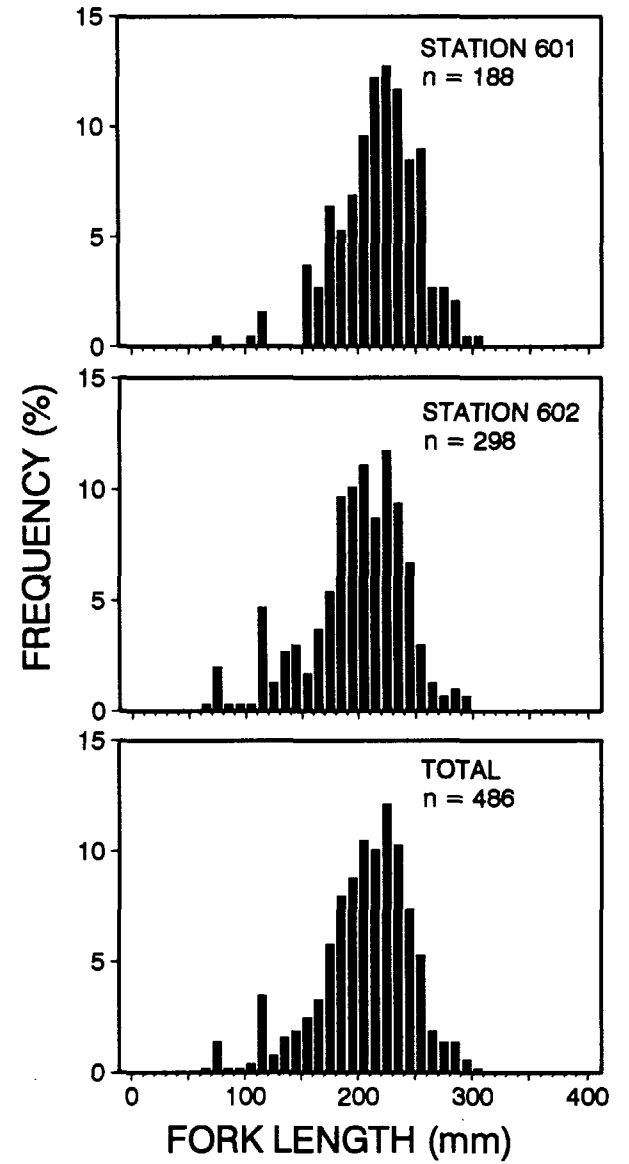 15
10
5
0
STATION 601
n = 188
FREQUENCY (%)
15
10
5
0
STATION 602
n = 298
15
10
5
0
TOTAL
n = 486
0 100 200 300 400
FORK LENGTH (mm)